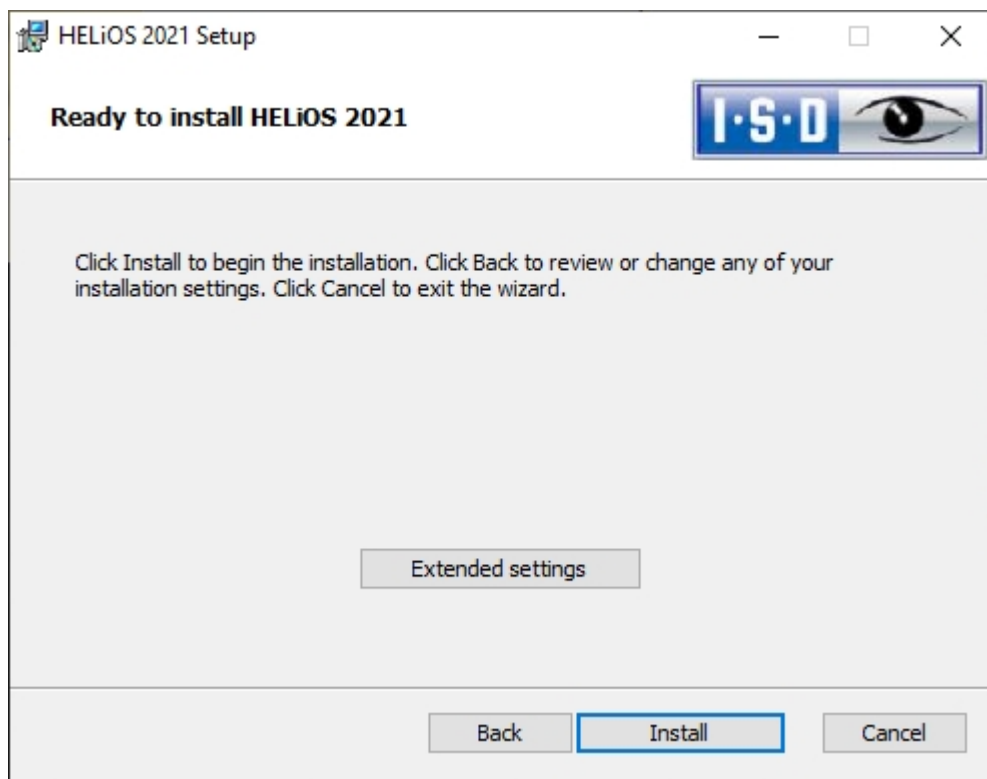 HELiOS 2021 Setup
Ready to install HELiOS 2021
I·S·D
Click Install to begin the installation. Click Back to review or change any of your
installation settings. Click Cancel to exit the wizard.
Extended settings
Back Install Cancel